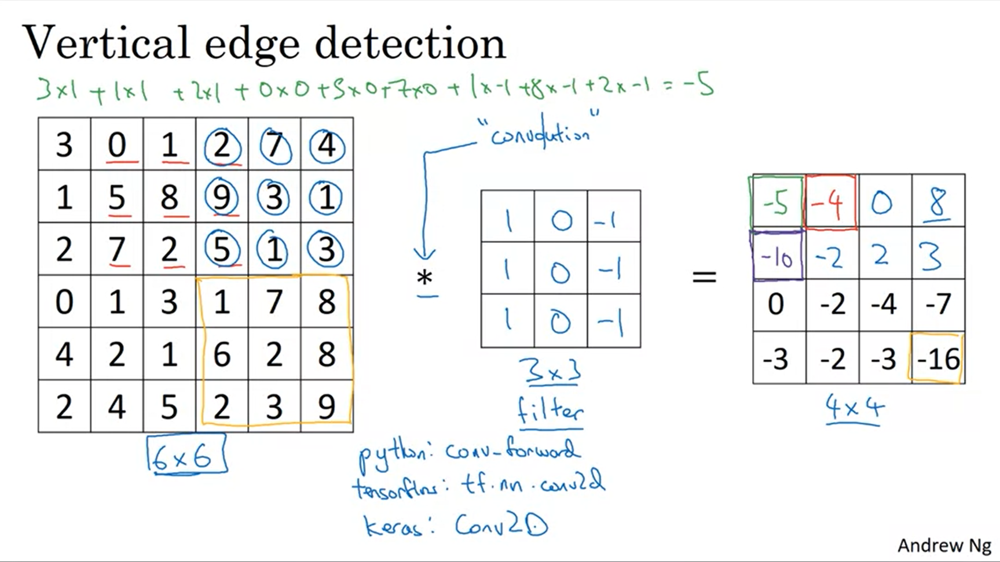 Vertical edge detection
3x1 + 1x1 + 2x1 + 0x0 + 5x0 + 7x0 + 1x-1 + 8x-1 + 2x-1 = -5
"convolution"
3 0 1 2 7 4
1 5 8 9 3 1
2 7 2 5 1 3
0 1 3 1 7 8
4 2 1 6 2 8
2 4 5 2 3 9
6x6
*
1 0 -1
1 0 -1
1 0 -1
3x3
filter
=
-5 -4 0 8
-10 -2 2 3
0 -2 -4 -7
-3 -2 -3 -16
4x4
python: conv-forward
tensorflow: tf.nn.conv2d
keras: Conv2D
Andrew Ng